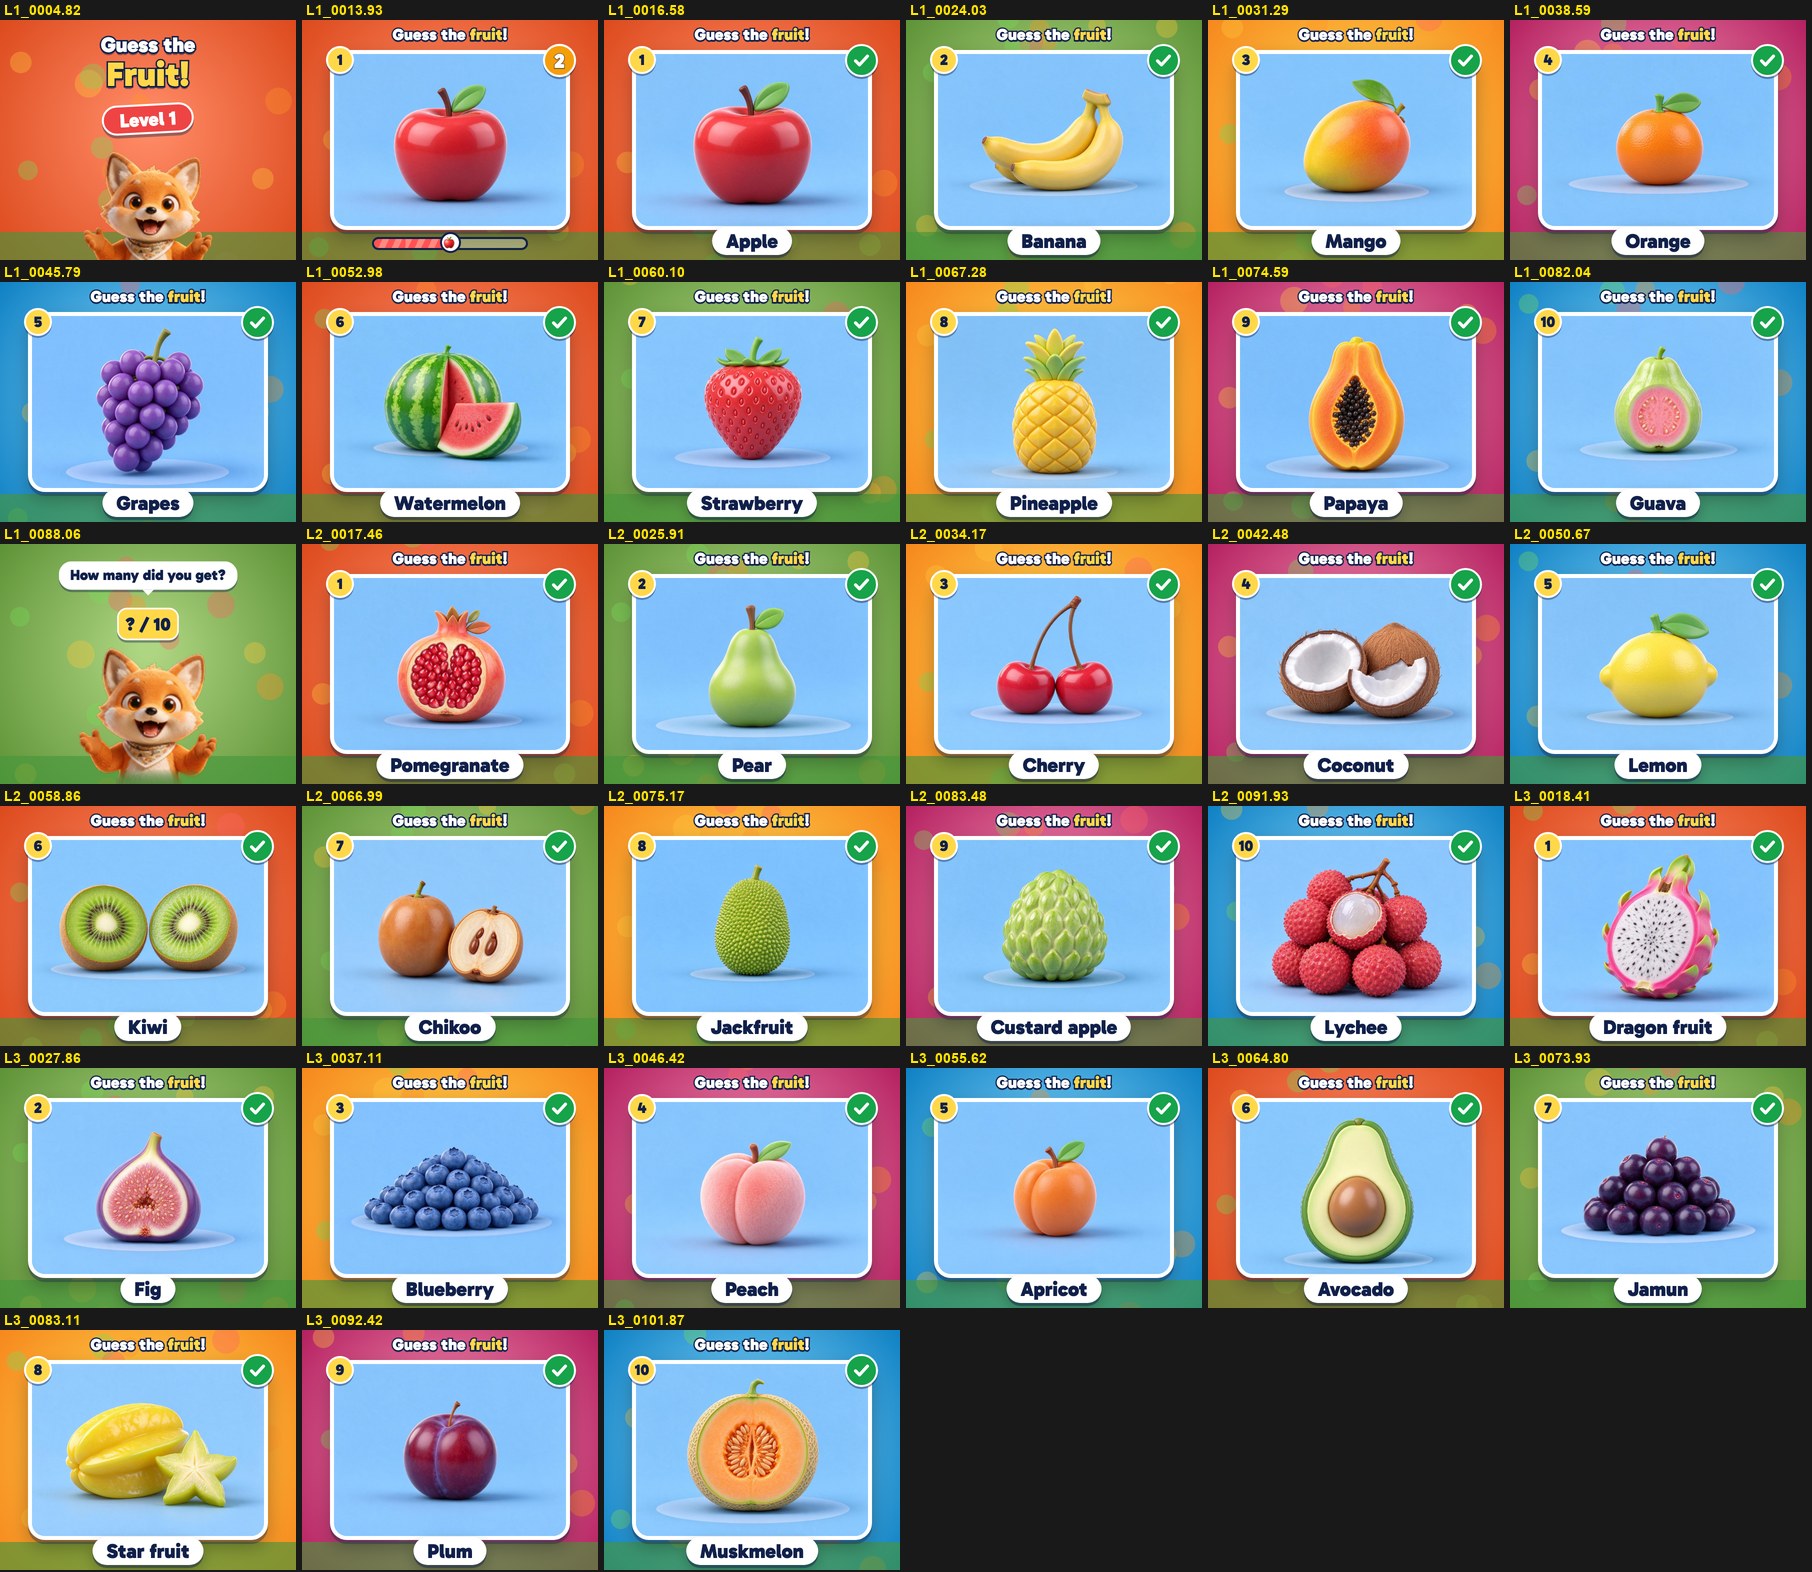 L1_0004.82
Guess the
Fruit!
Level 1
L1_0013.93
Guess the fruit!
1
2
L1_0016.58
Guess the fruit!
1
Apple
L1_0024.03
Guess the fruit!
2
Banana
L1_0031.29
Guess the fruit!
3
Mango
L1_0038.59
Guess the fruit!
4
Orange
L1_0045.79
Guess the fruit!
5
Grapes
L1_0052.98
Guess the fruit!
6
Watermelon
L1_0060.10
Guess the fruit!
7
Strawberry
L1_0067.28
Guess the fruit!
8
Pineapple
L1_0074.59
Guess the fruit!
9
Papaya
L1_0082.04
Guess the fruit!
10
Guava
L1_0088.06
How many did you get?
? / 10
L2_0017.46
Guess the fruit!
1
Pomegranate
L2_0025.91
Guess the fruit!
2
Pear
L2_0034.17
Guess the fruit!
3
Cherry
L2_0042.48
Guess the fruit!
4
Coconut
L2_0050.67
Guess the fruit!
5
Lemon
L2_0058.86
Guess the fruit!
6
Kiwi
L2_0066.99
Guess the fruit!
7
Chikoo
L2_0075.17
Guess the fruit!
8
Jackfruit
L2_0083.48
Guess the fruit!
9
Custard apple
L2_0091.93
Guess the fruit!
10
Lychee
L3_0018.41
Guess the fruit!
1
Dragon fruit
L3_0027.86
Guess the fruit!
2
Fig
L3_0037.11
Guess the fruit!
3
Blueberry
L3_0046.42
Guess the fruit!
4
Peach
L3_0055.62
Guess the fruit!
5
Apricot
L3_0064.80
Guess the fruit!
6
Avocado
L3_0073.93
Guess the fruit!
7
Jamun
L3_0083.11
Guess the fruit!
8
Star fruit
L3_0092.42
Guess the fruit!
9
Plum
L3_0101.87
Guess the fruit!
10
Muskmelon